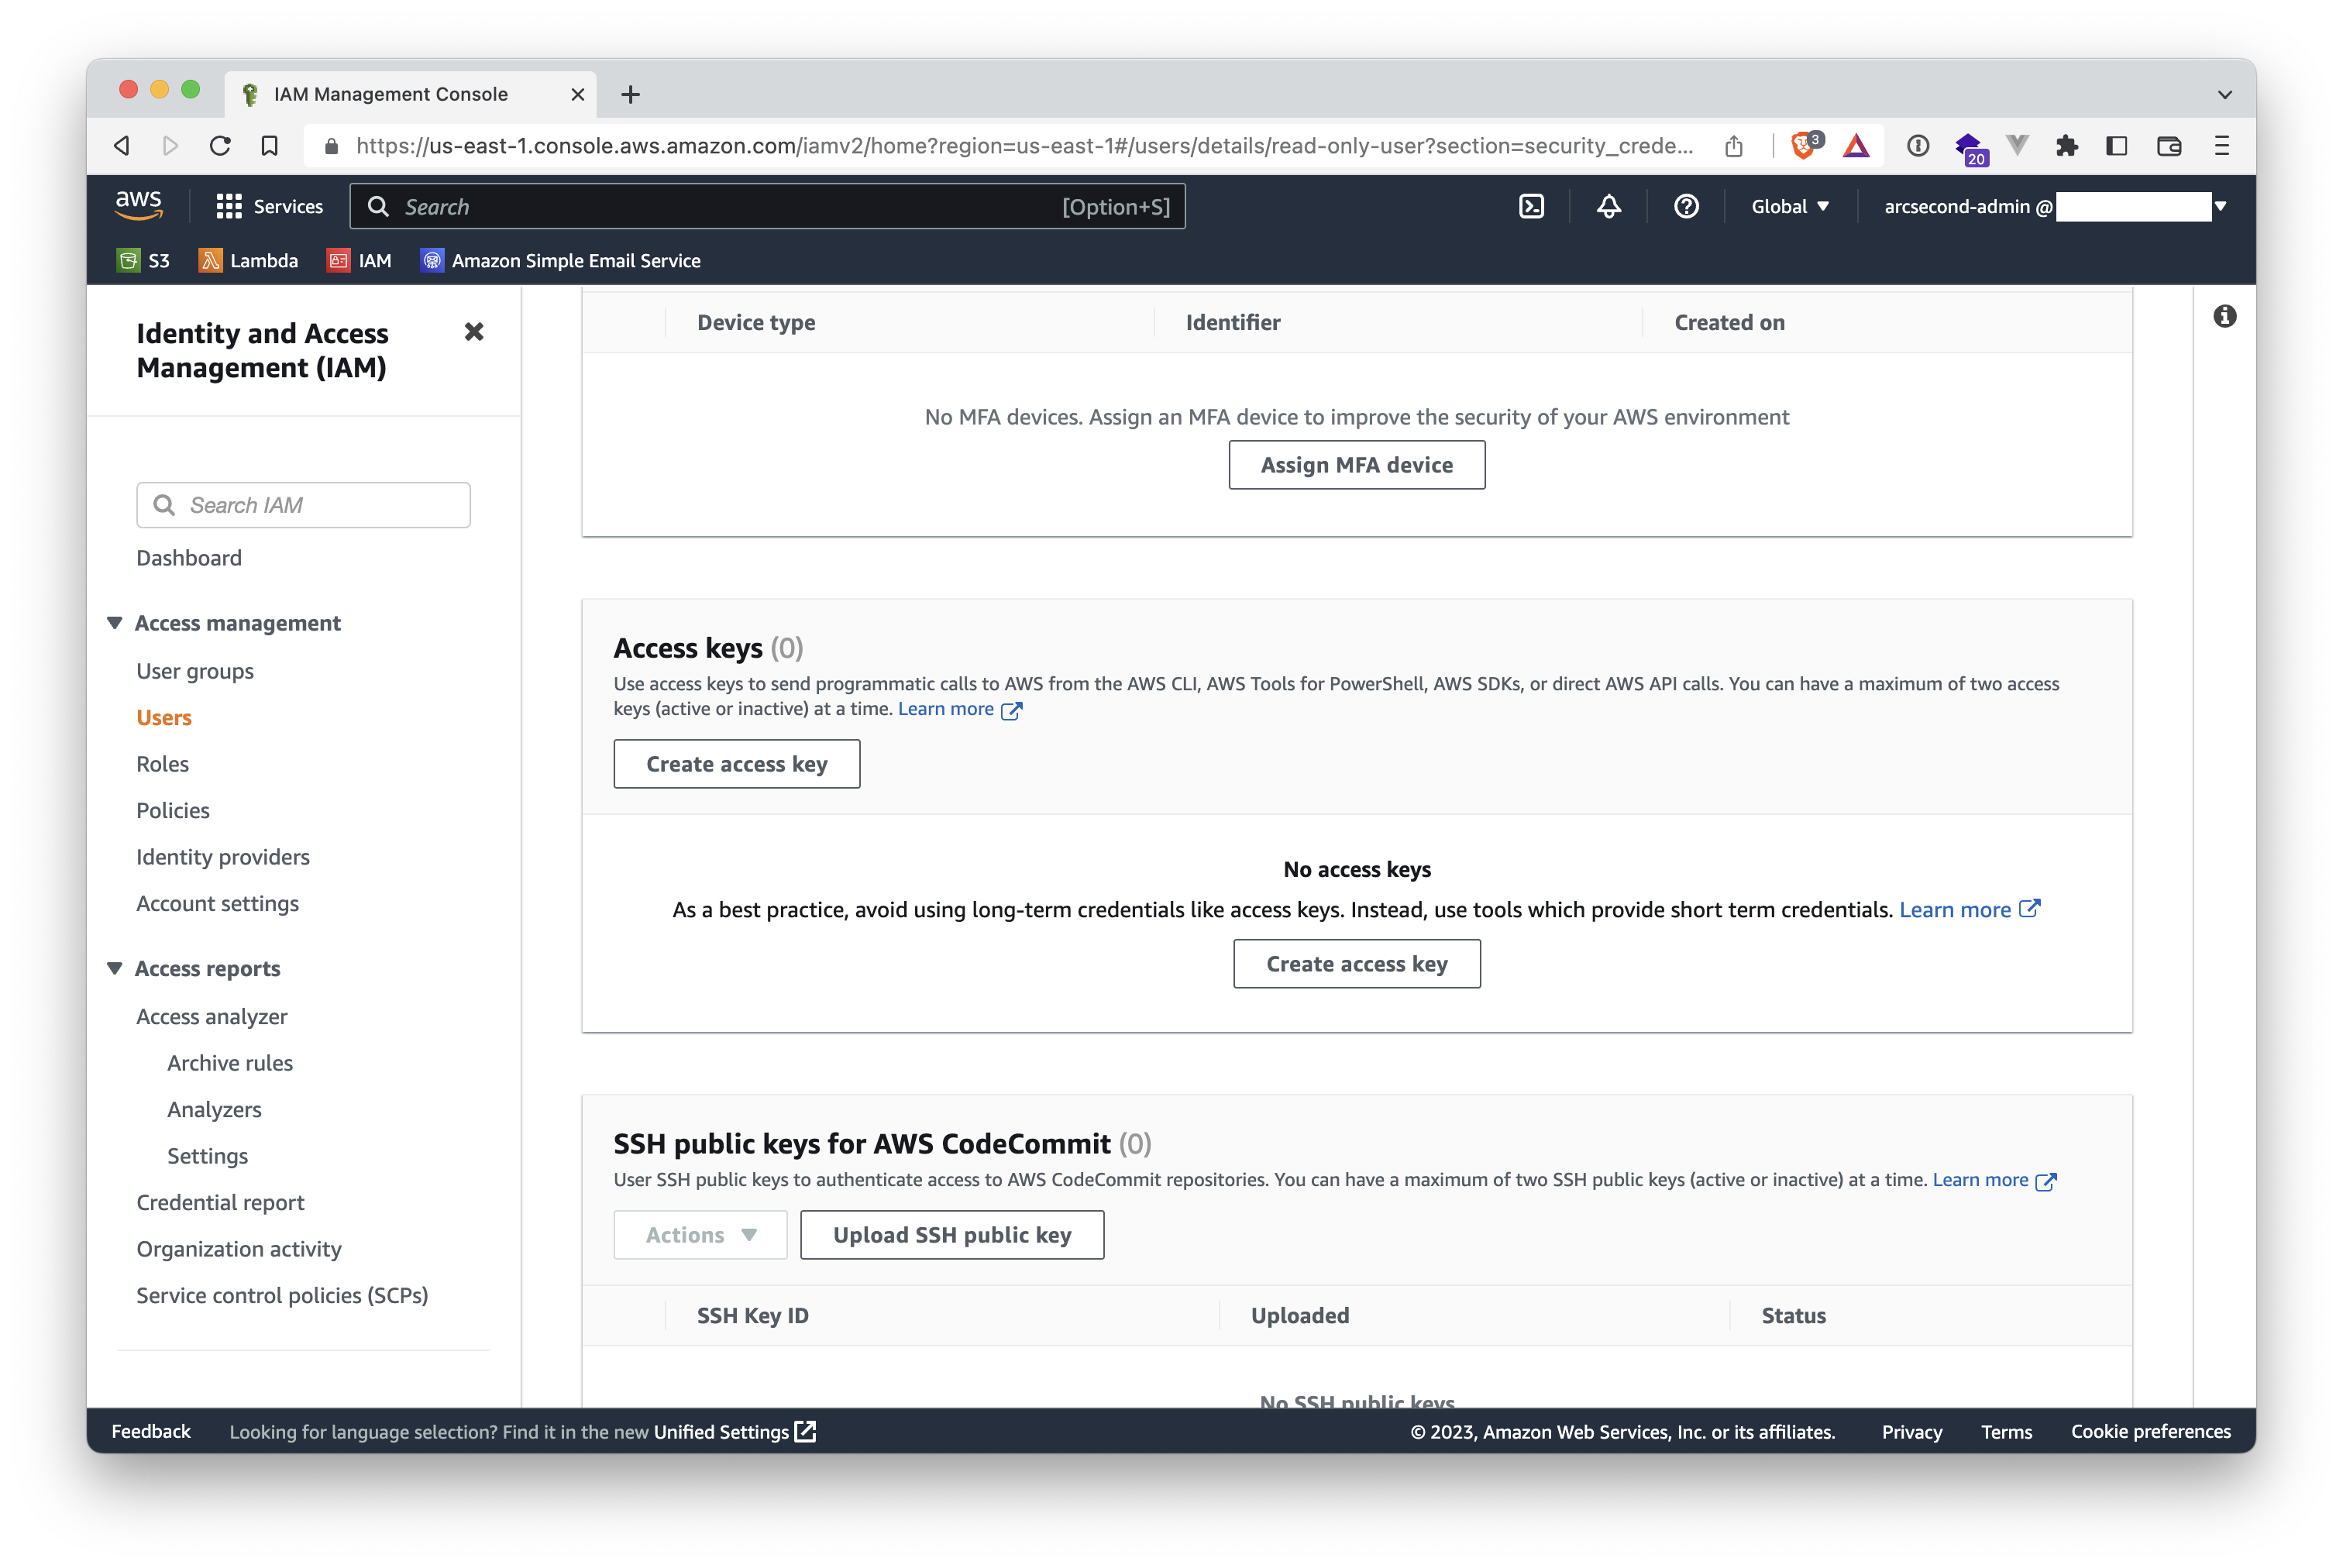 IAM Management Console
https://us-east-1.console.aws.amazon.com/iamv2/home?region=us-east-1#/users/details/read-only-user?section=security_crede...
3
20
aws
Services
Search
[Option+S]
Global
arcsecond-admin @
S3
Lambda
IAM
Amazon Simple Email Service
Identity and Access
Management (IAM)
Search IAM
Dashboard
Access management
User groups
Users
Roles
Policies
Identity providers
Account settings
Access reports
Access analyzer
Archive rules
Analyzers
Settings
Credential report
Organization activity
Service control policies (SCPs)
Device type
Identifier
Created on
No MFA devices. Assign an MFA device to improve the security of your AWS environment
Assign MFA device
Access keys (0)
Use access keys to send programmatic calls to AWS from the AWS CLI, AWS Tools for PowerShell, AWS SDKs, or direct AWS API calls. You can have a maximum of two access
keys (active or inactive) at a time. Learn more
Create access key
No access keys
As a best practice, avoid using long-term credentials like access keys. Instead, use tools which provide short term credentials. Learn more
Create access key
SSH public keys for AWS CodeCommit (0)
User SSH public keys to authenticate access to AWS CodeCommit repositories. You can have a maximum of two SSH public keys (active or inactive) at a time. Learn more
Actions
Upload SSH public key
SSH Key ID
Uploaded
Status
No SSH public keys
Feedback
Looking for language selection? Find it in the new Unified Settings
© 2023, Amazon Web Services, Inc. or its affiliates.
Privacy
Terms
Cookie preferences